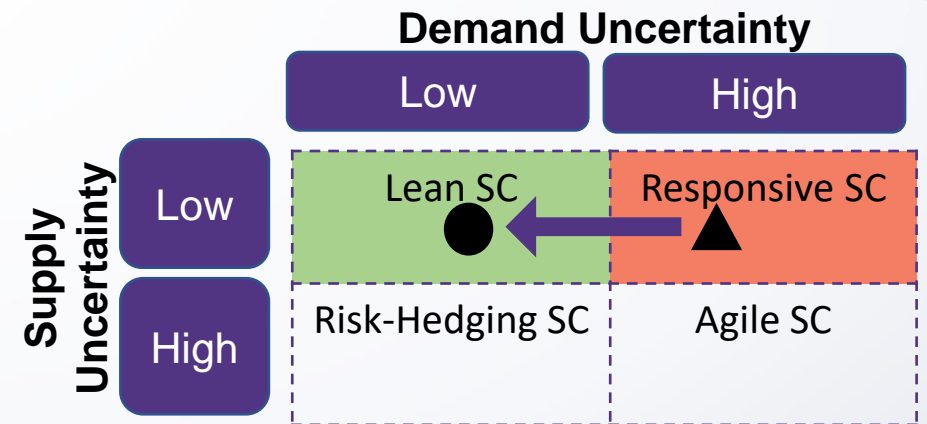 Demand Uncertainty
Low
High
Supply
Uncertainty
Low
Lean SC
Responsive SC
High
Risk-Hedging SC
Agile SC